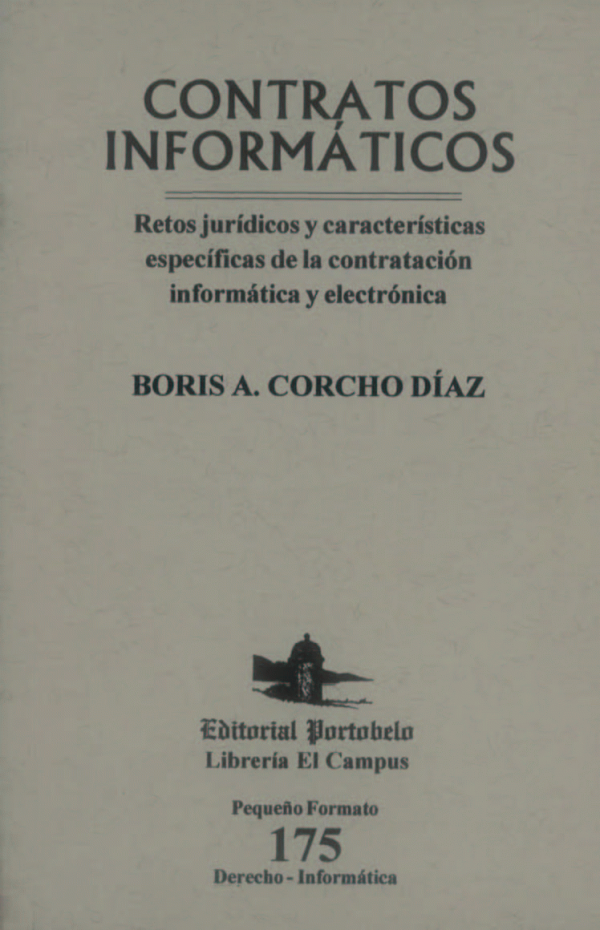 CONTRATOS
INFORMÁTICOS
Retos jurídicos y características
específicas de la contratación
informática y electrónica
BORIS A. CORCHO DÍAZ
Editorial Portobelo
Librería El Campus
Pequeño Formato
175
Derecho - Informática